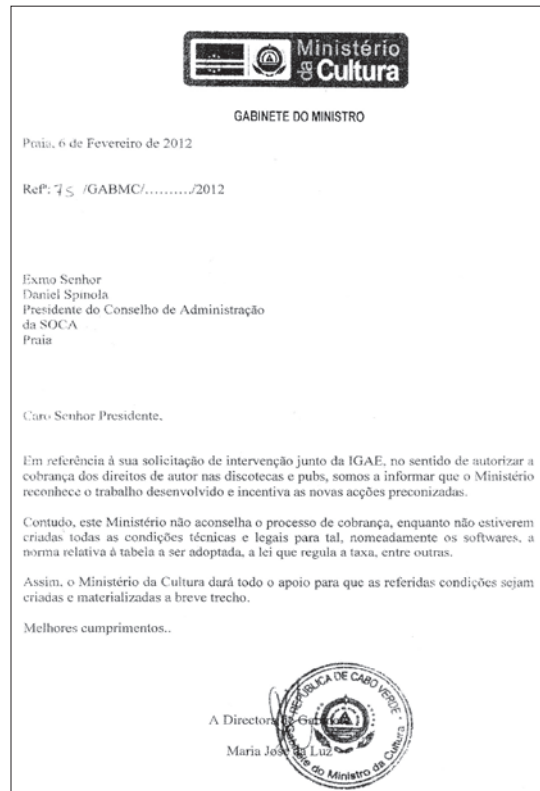 Ministério
da Cultura
GABINETE DO MINISTRO
Praia, 6 de Fevereiro de 2012
Refª: 75 /GABMC/........../2012
Exmo Senhor
Daniel Spinola
Presidente do Conselho de Administração
da SOCA
Praia
Caro Senhor Presidente,
Em referência à sua solicitação de intervenção junto da IGAE, no sentido de autorizar a
cobrança dos direitos de autor nas discotecas e pubs, somos a informar que o Ministério
reconhece o trabalho desenvolvido e incentiva as novas acções preconizadas.
Contudo, este Ministério não aconselha o processo de cobrança, enquanto não estiverem
criadas todas as condições técnicas e legais para tal, nomeadamente os softwares, a
norma relativa à tabela a ser adoptada, a lei que regula a taxa, entre outras.
Assim, o Ministério da Cultura dará todo o apoio para que as referidas condições sejam
criadas e materializadas a breve trecho.
Melhores cumprimentos..
REPÚBLICA DE CABO VERDE
A Directora de Gabinete
Maria José da Luz
Gabinete do Ministro da Cultura